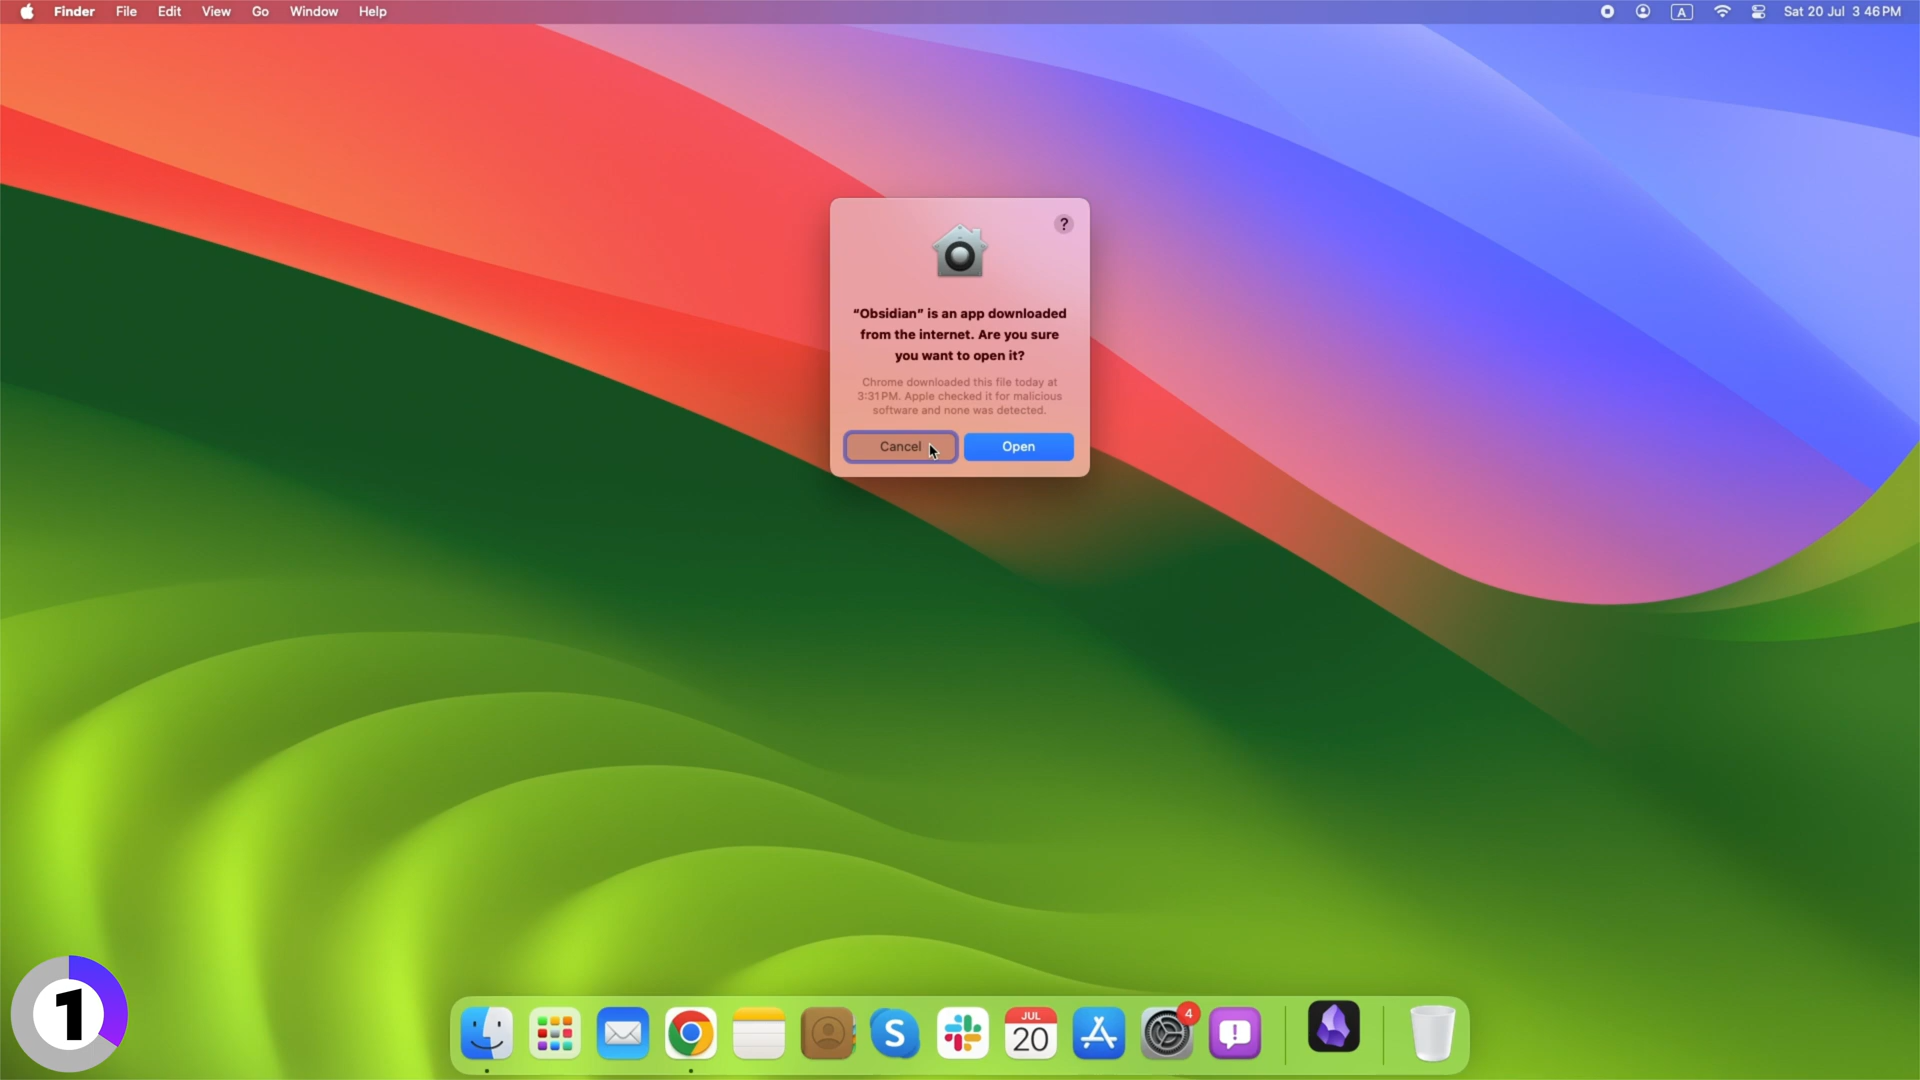 Finder File Edit View Go Window Help
A Sat 20 Jul 3 46 PM
?
“Obsidian” is an app downloaded
from the internet. Are you sure
you want to open it?
Chrome downloaded this file today at
3:31 PM. Apple checked it for malicious
software and none was detected.
Cancel Open
1
S
JUL
20
4
!